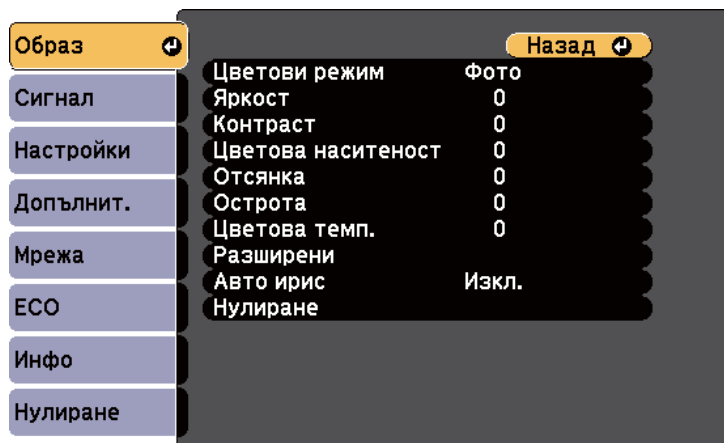 Образ
Сигнал
Настройки
Допълнит.
Мрежа
ECO
Инфо
Нулиране
Назад
Цветови режим Фото
Яркост 0
Контраст 0
Цветова наситеност 0
Отсянка 0
Острота 0
Цветова темп. 0
Разширени
Авто ирис Изкл.
Нулиране